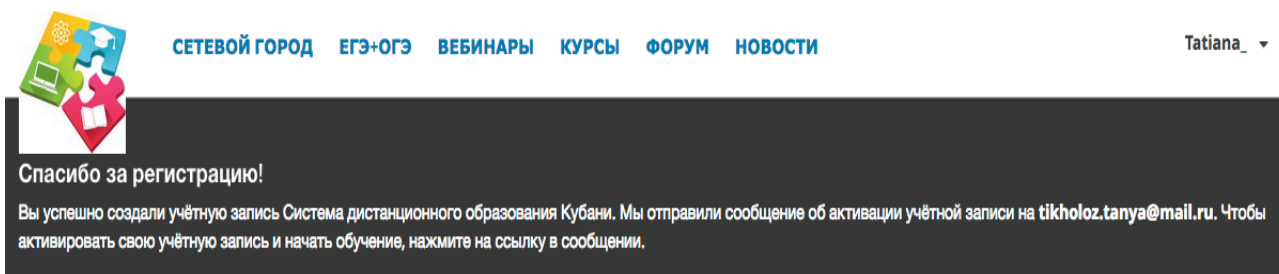 СЕТЕВОЙ ГОРОД ЕГЭ+ОГЭ ВЕБИНАРЫ КУРСЫ ФОРУМ НОВОСТИ Tatiana_
Спасибо за регистрацию!
Вы успешно создали учётную запись Система дистанционного образования Кубани. Мы отправили сообщение об активации учётной записи на tikholoz.tanya@mail.ru. Чтобы
активировать свою учётную запись и начать обучение, нажмите на ссылку в сообщении.